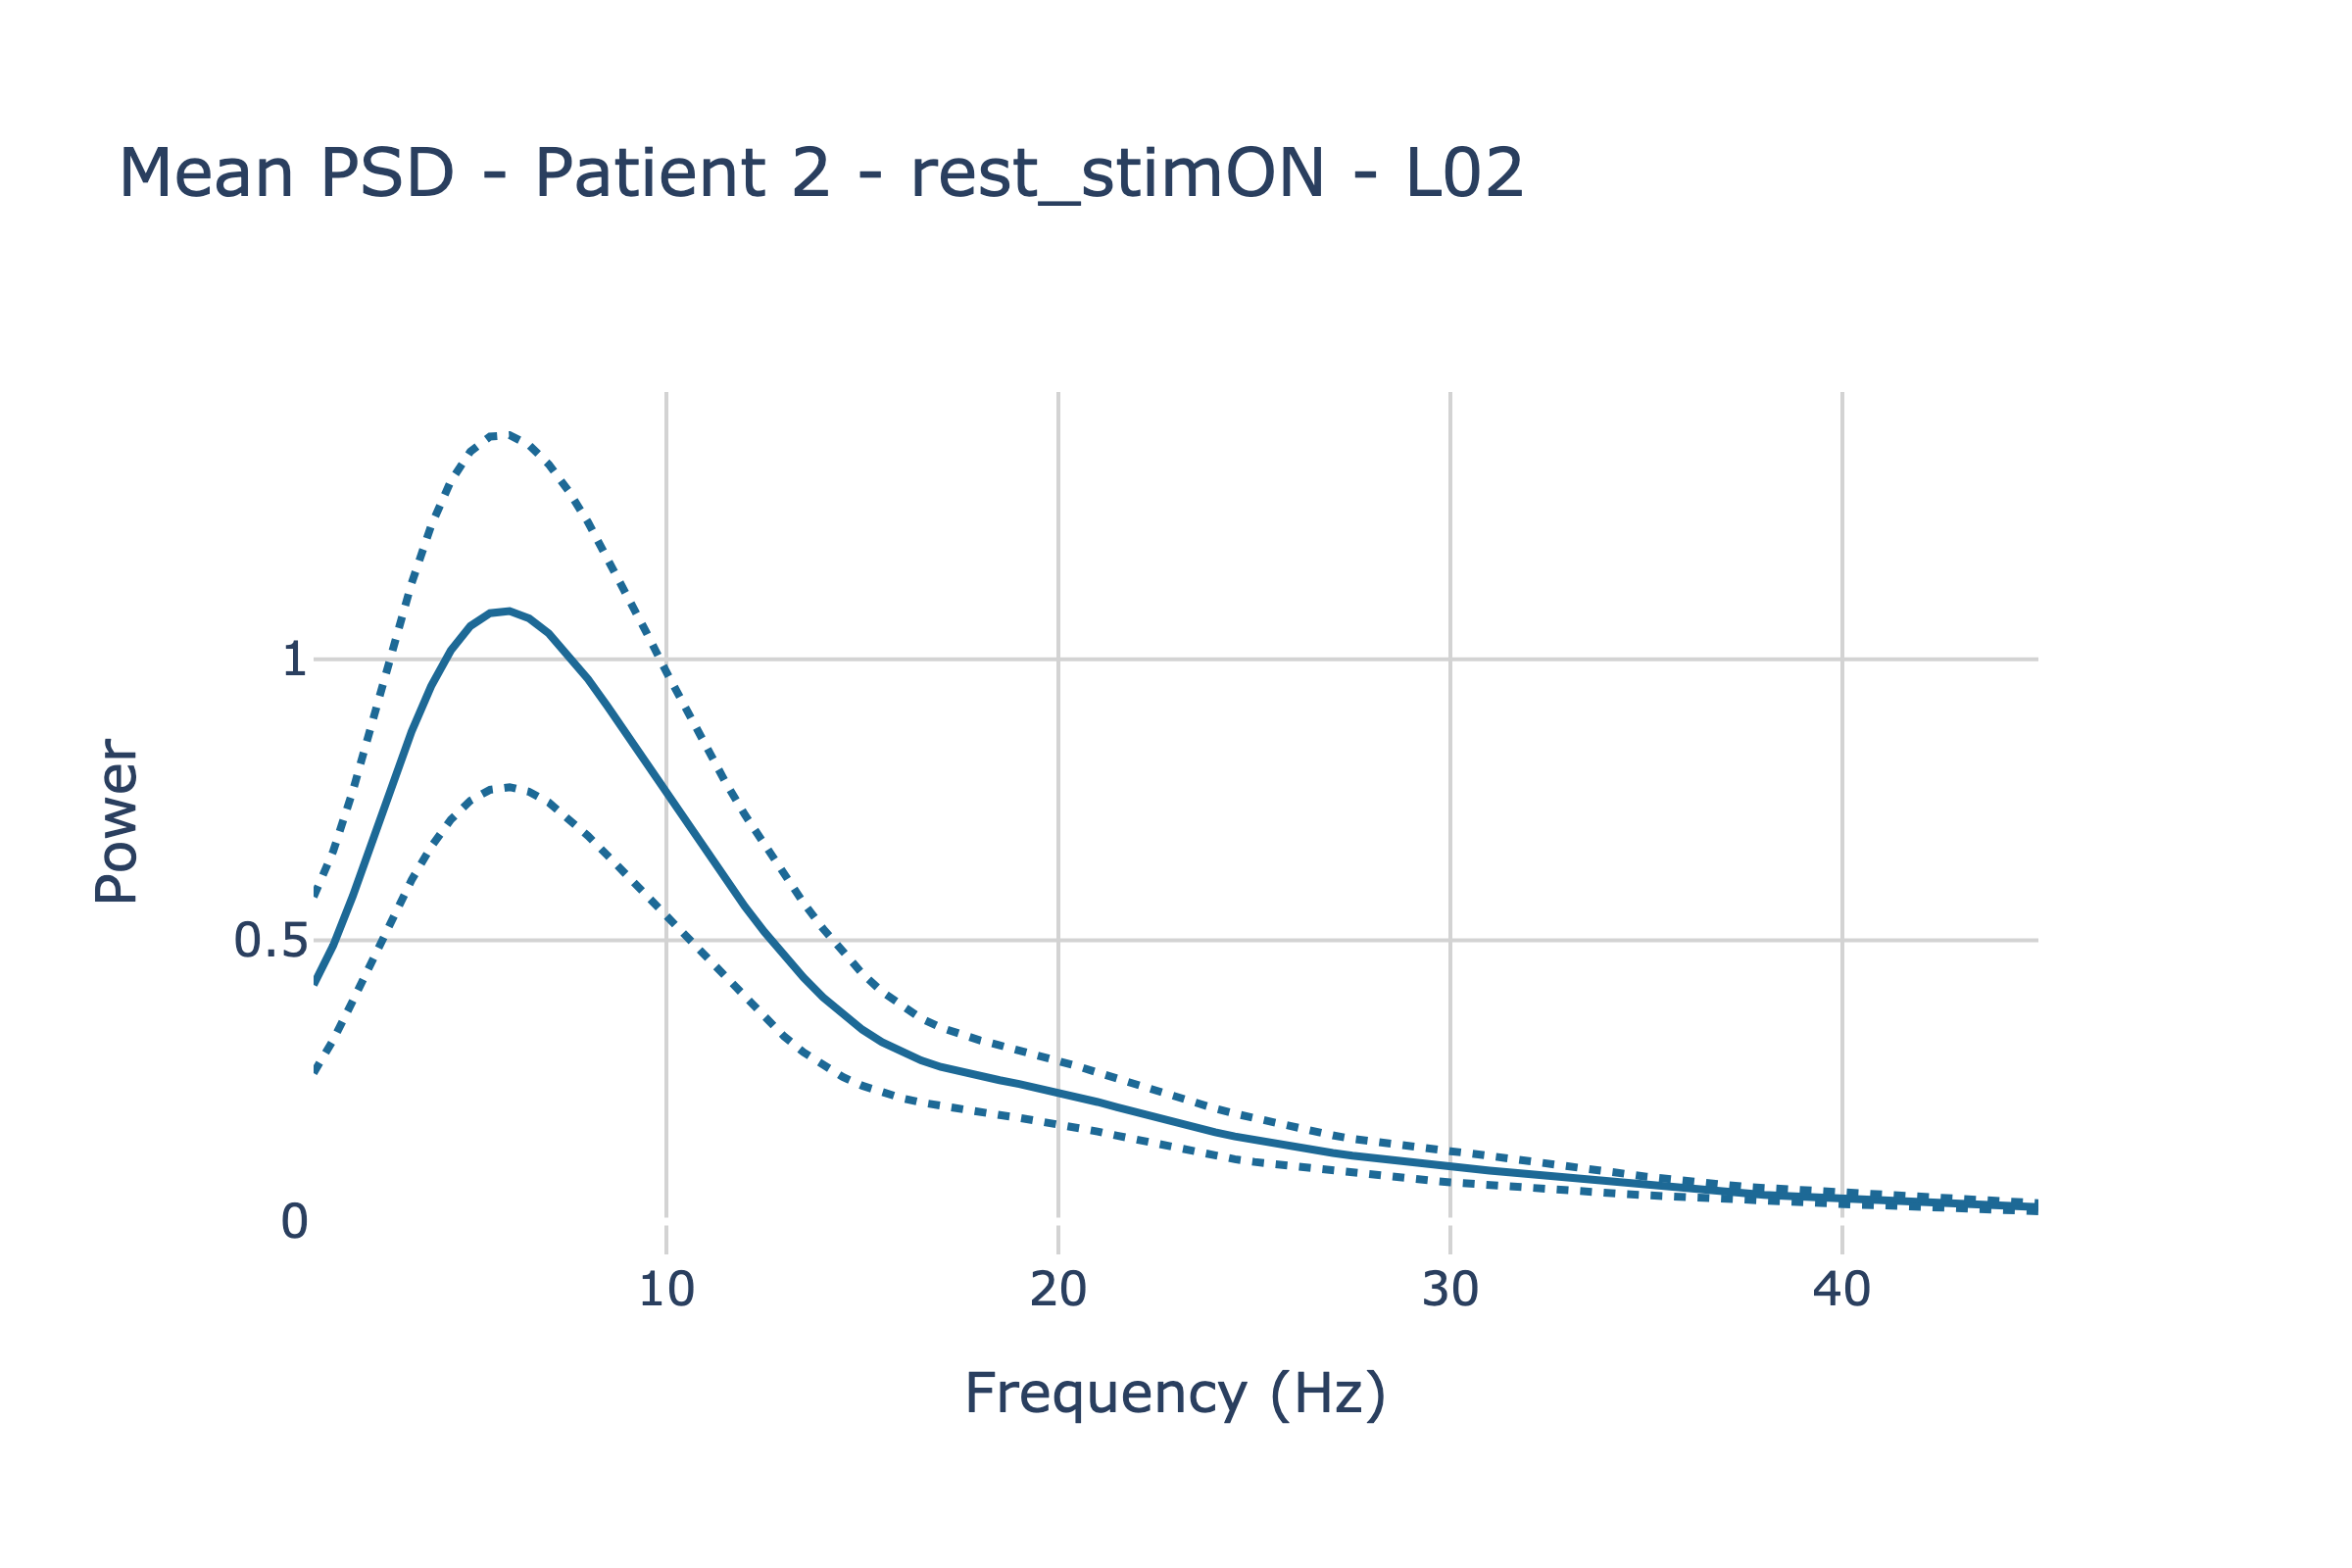 Mean PSD - Patient 2 - rest_stimON - L02
1
0.5
0
Power
10 20 30 40
Frequency (Hz)